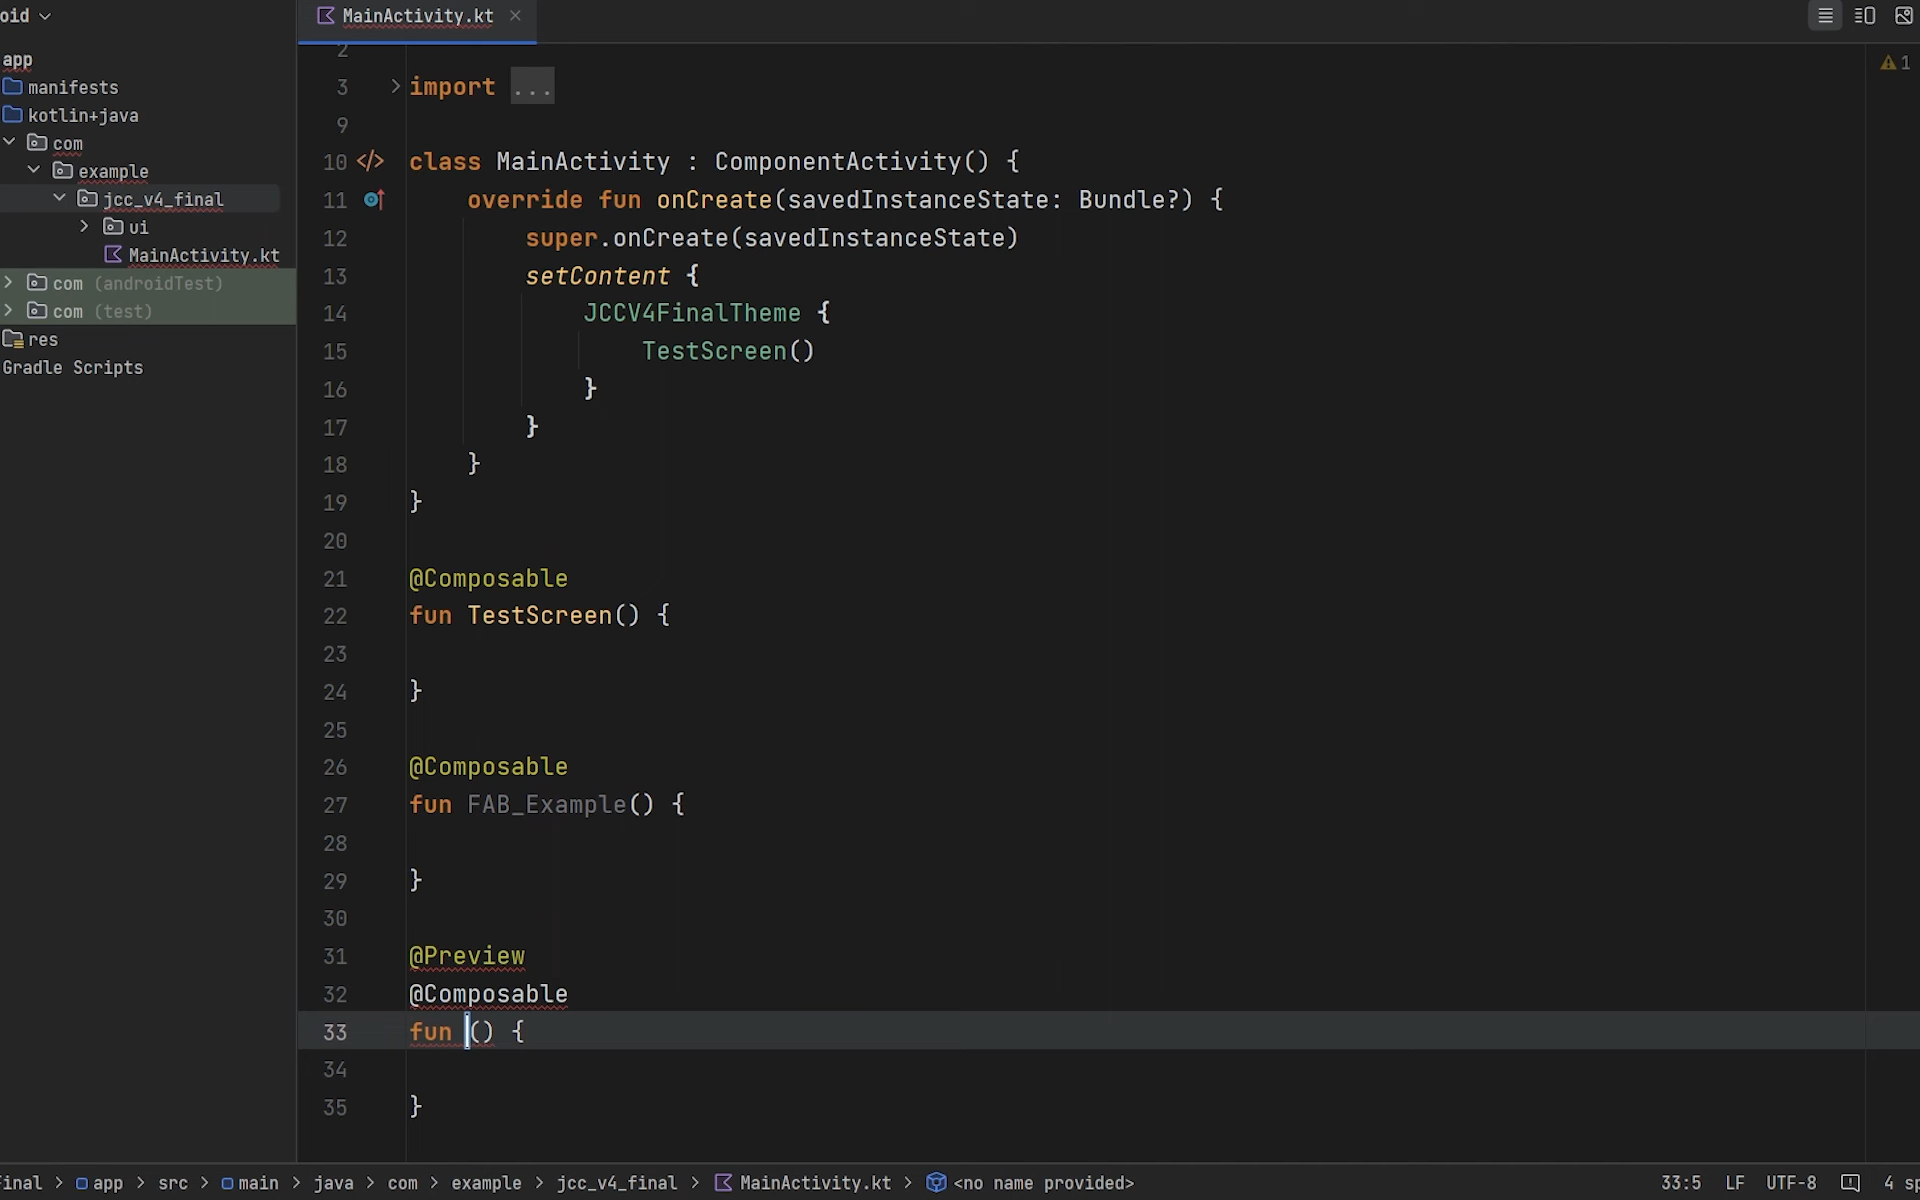 oid
MainActivity.kt
app
manifests
kotlin+java
com
example
jcc_v4_final
ui
MainActivity.kt
com (androidTest)
com (test)
res
Gradle Scripts
1
2
3 import ...
9
10 class MainActivity : ComponentActivity() {
11 override fun onCreate(savedInstanceState: Bundle?) {
12 super.onCreate(savedInstanceState)
13 setContent {
14 JCCV4FinalTheme {
15 TestScreen()
16 }
17 }
18 }
19 }
20
21 @Composable
22 fun TestScreen() {
23
24 }
25
26 @Composable
27 fun FAB_Example() {
28
29 }
30
31 @Preview
32 @Composable
33 fun () {
34
35 }
inal > app > src > main > java > com > example > jcc_v4_final > MainActivity.kt > <no name provided> 33:5 LF UTF-8 4 sp